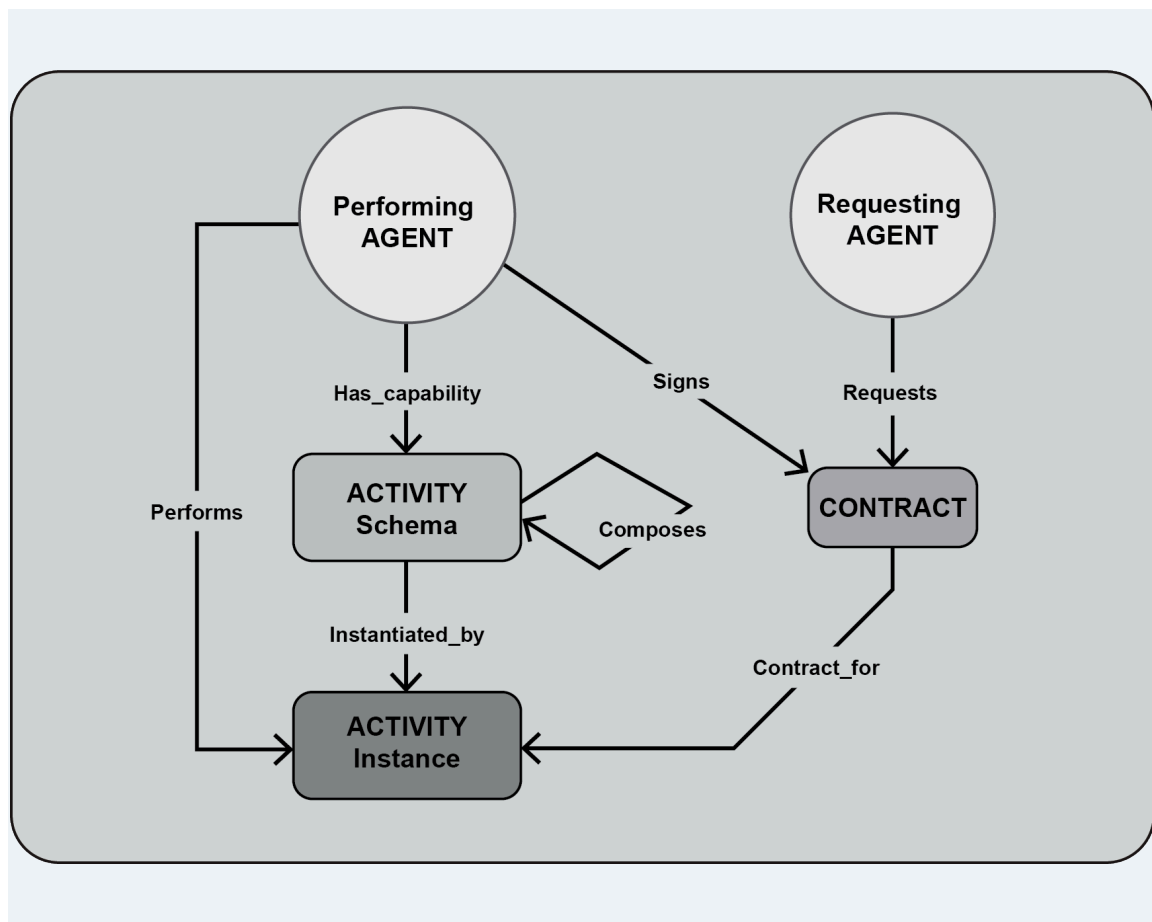 Performing
AGENT
Requesting
AGENT
Signs
Has_capability
Requests
ACTIVITY
Schema
CONTRACT
Performs
Composes
Instantiated_by
Contract_for
ACTIVITY
Instance